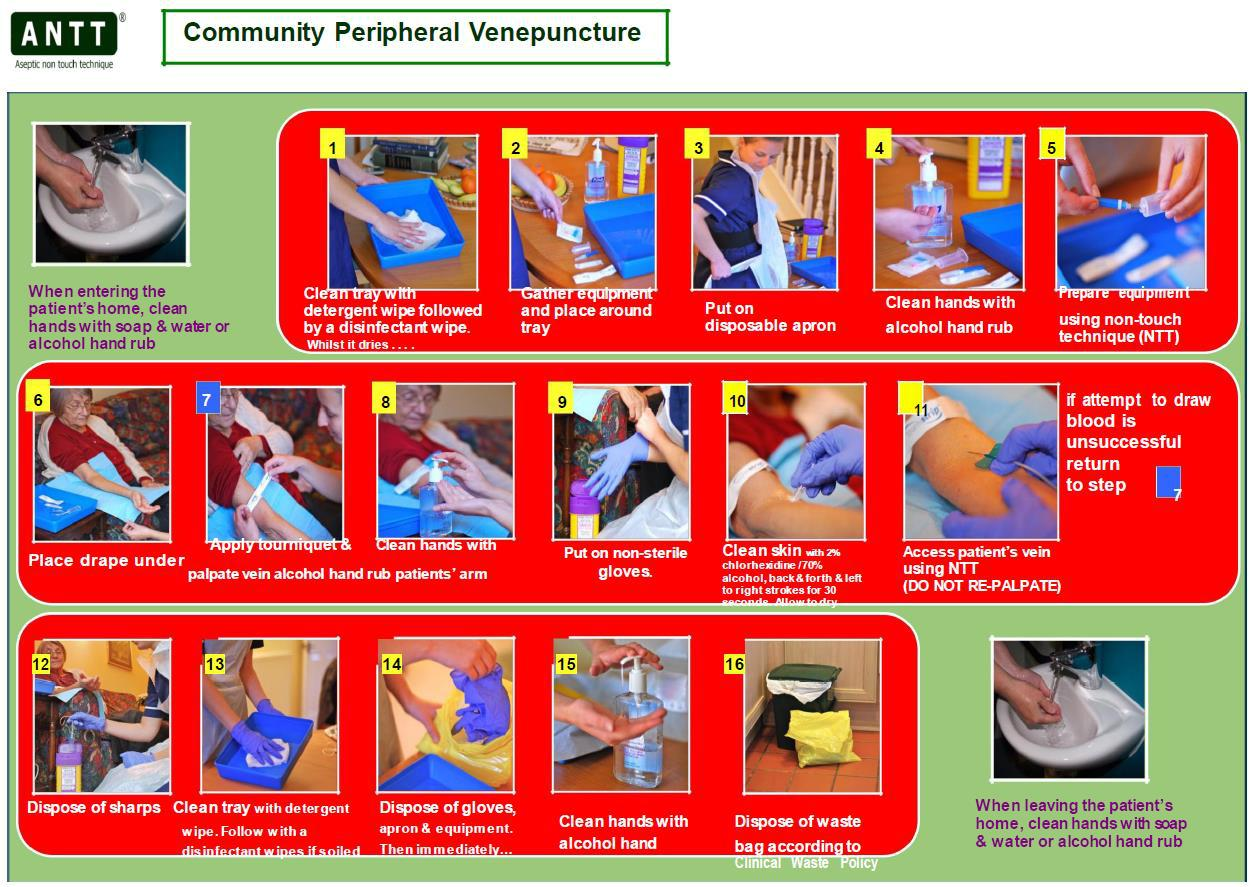 ANTT®
Aseptic non touch technique
Community Peripheral Venepuncture
When entering the
patient's home, clean
hands with soap & water or
alcohol hand rub
1
Clean tray with
detergent wipe followed
by a disinfectant wipe.
Whilst it dries . . . .
2
Gather equipment
and place around
tray
3
Put on
disposable apron
4
Clean hands with
alcohol hand rub
5
Prepare equipment
using non-touch
technique (NTT)
6
Place drape under
7
Apply tourniquet &
8
Clean hands with
palpate vein alcohol hand rub patients' arm
9
Put on non-sterile
gloves.
10
Clean skin with 2%
chlorhexidine /70%
alcohol, back & forth & left
to right strokes for 30
seconds. Allow to dry
11
Access patient's vein
using NTT
(DO NOT RE-PALPATE)
if attempt to draw
blood is
unsuccessful
return
to step
7
12
Dispose of sharps
13
Clean tray with detergent
wipe. Follow with a
disinfectant wipes if soiled
14
Dispose of gloves,
apron & equipment.
Then immediately...
15
Clean hands with
alcohol hand
16
Dispose of waste
bag according to
Clinical Waste Policy
When leaving the patient's
home, clean hands with soap
& water or alcohol hand rub